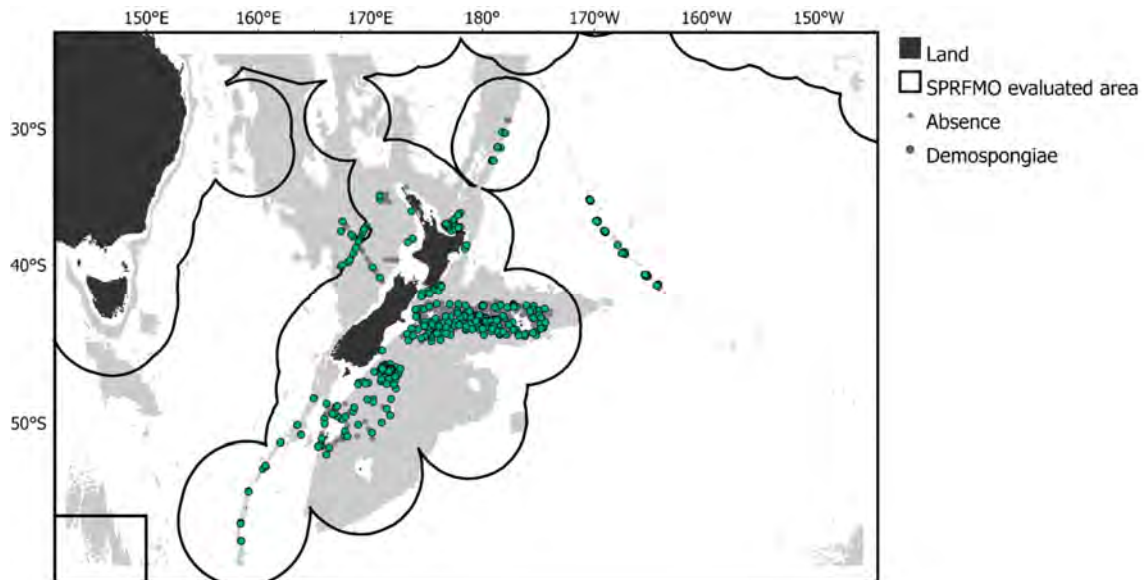 150°E 160°E 170°E 180° 170°W 160°W 150°W
Land
SPRFMO evaluated area
Absence
Demospongiae
30°S
40°S
50°S